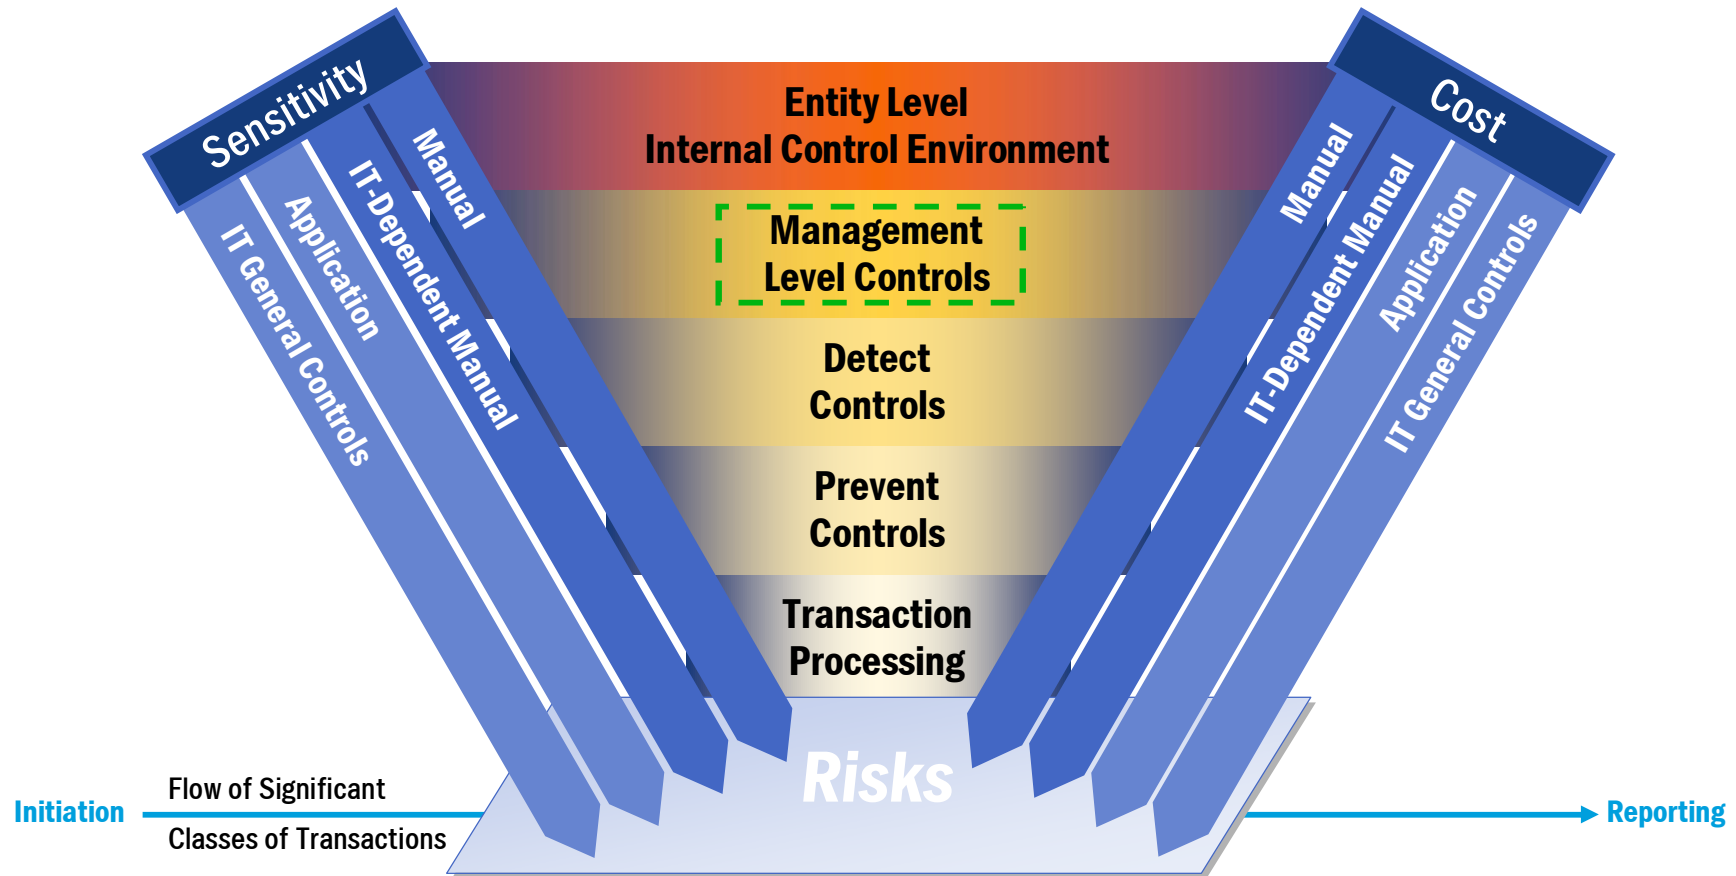 Sensitivity
Cost
Entity Level
Internal Control Environment
Management
Level Controls
Detect
Controls
Prevent
Controls
Transaction
Processing
IT General Controls
Application
IT-Dependent Manual
Manual
Manual
IT-Dependent Manual
Application
IT General Controls
Risks
Initiation
Flow of Significant
Classes of Transactions
Reporting